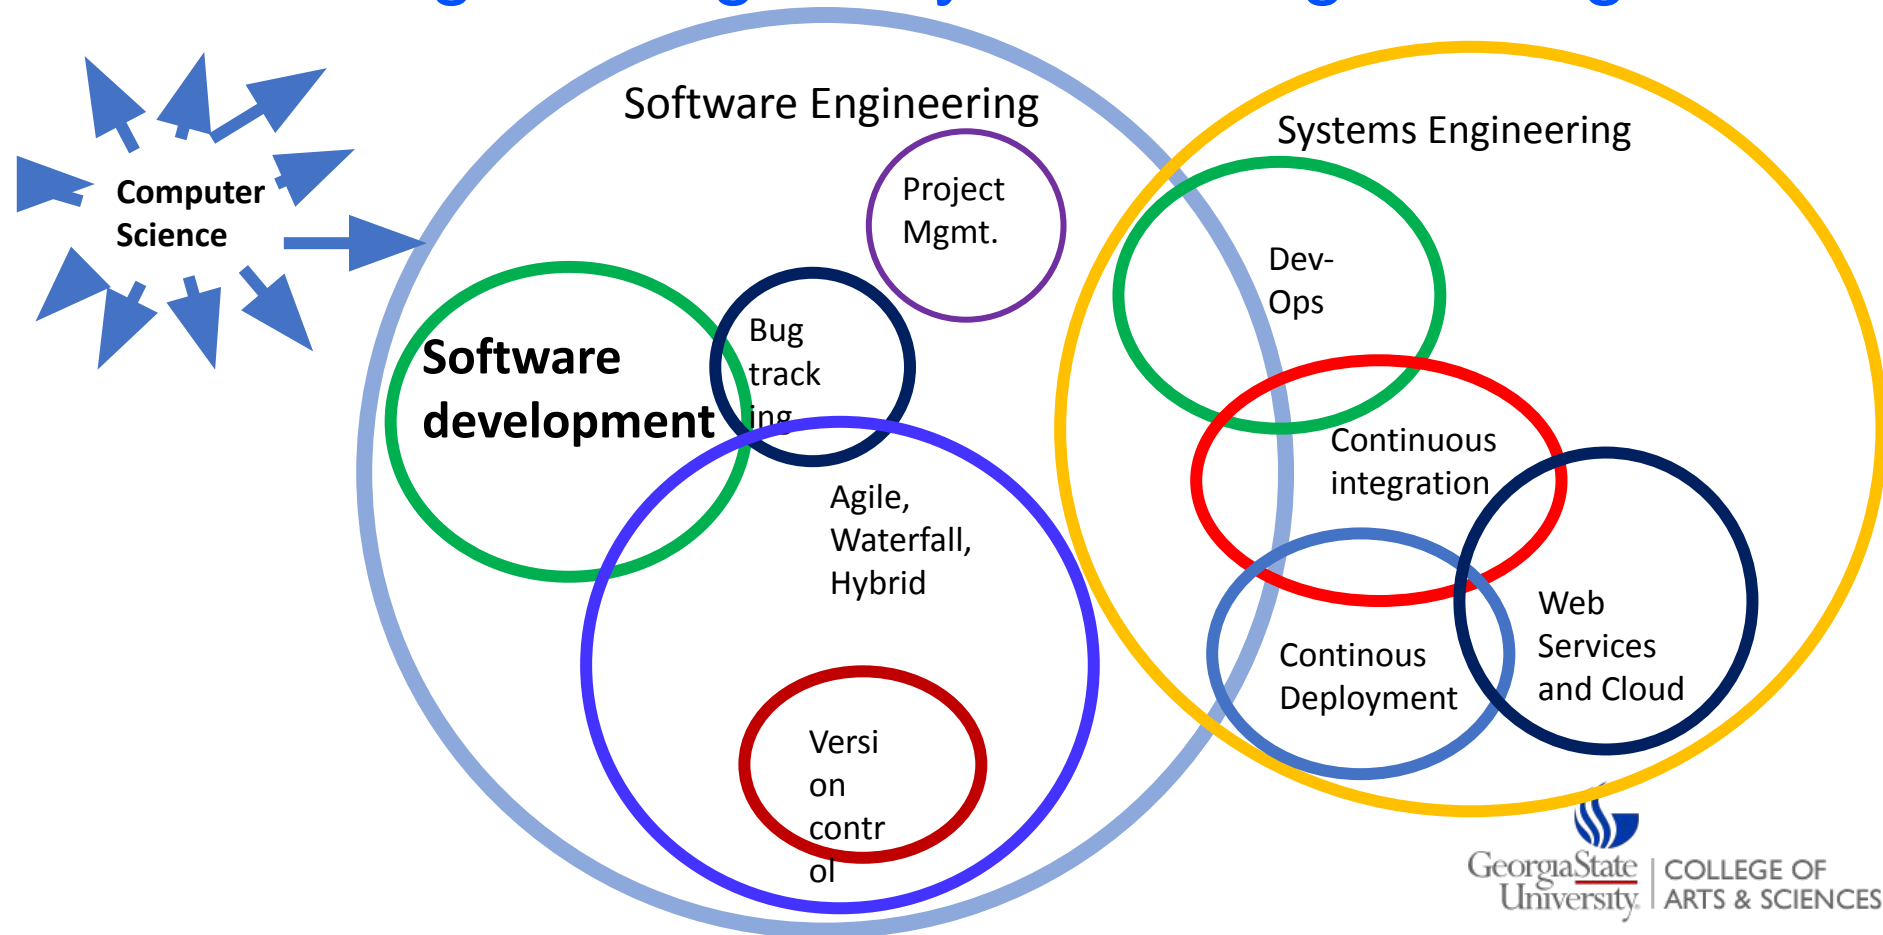 Software Engineering
Systems Engineering
Computer
Science
Project
Mgmt.
Dev-
Ops
Software
development
Bug
track
ing
Continuous
integration
Agile,
Waterfall,
Hybrid
Web
Services
and Cloud
Continous
Deployment
Versi
on
contr
ol
GeorgiaState
University
COLLEGE OF
ARTS & SCIENCES